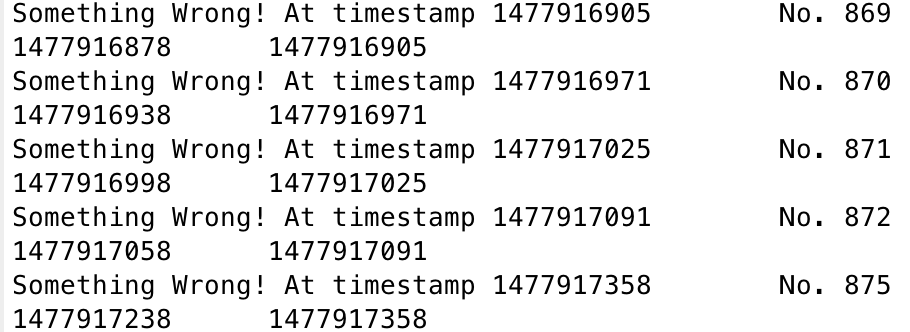 Something Wrong! At timestamp 1477916905 No. 869
1477916878 1477916905
Something Wrong! At timestamp 1477916971 No. 870
1477916938 1477916971
Something Wrong! At timestamp 1477917025 No. 871
1477916998 1477917025
Something Wrong! At timestamp 1477917091 No. 872
1477917058 1477917091
Something Wrong! At timestamp 1477917358 No. 875
1477917238 1477917358